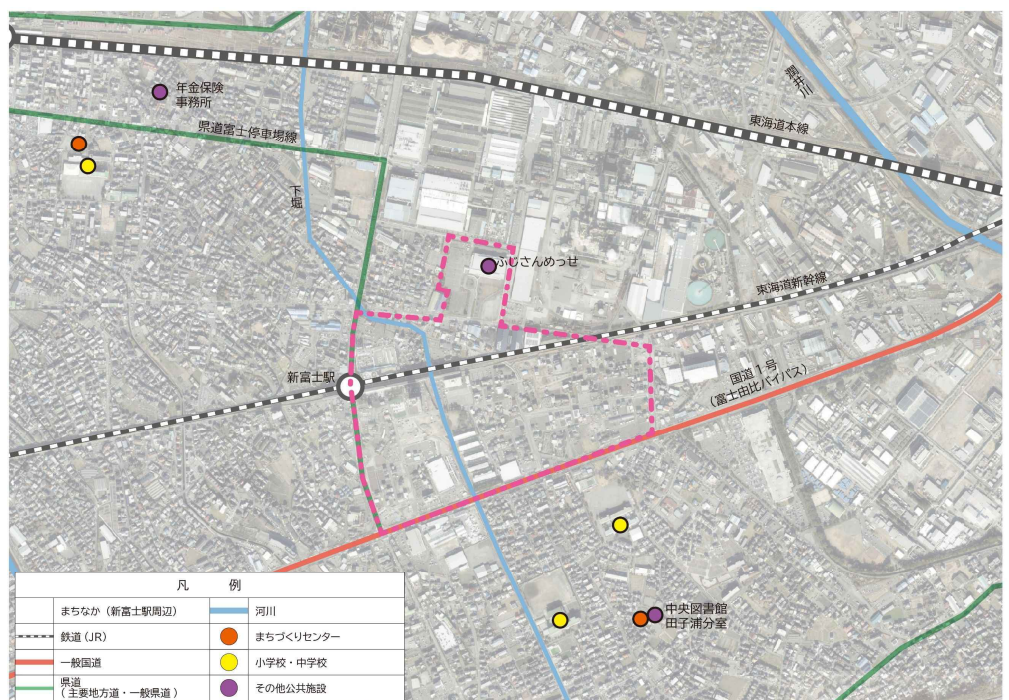 年金保険
事務所
県道富士停車場線
下堀
潤井川
東海道本線
ふじさんめっせ
東海道新幹線
新富士駅
国道1号
(富士由比バイパス)
中央図書館
田子浦分室
凡 例
まちなか（新富士駅周辺）
河川
鉄道（JR）
まちづくりセンター
一般国道
小学校・中学校
県道
（主要地方道・一般県道）
その他公共施設